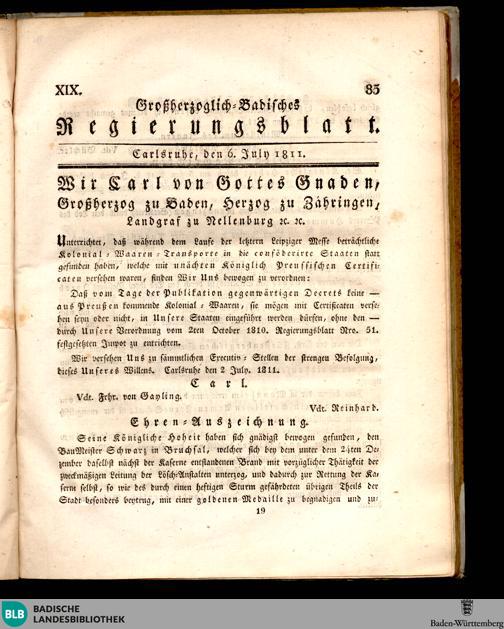 XIX. 85
Großherzoglich-Badisches
Regierungsblatt.
Carlsruhe, den 6. July 1811.
Wir Carl von Gottes Gnaden,
Großherzog zu Baden, Herzog zu Zähringen,
Landgraf zu Nellenburg ꝛc. ꝛc.
Unterrichtet, daß während dem Laufe der letztern Leipziger Messe beträchtliche
Kolonial-Waaren-Transporte in die conföderirte Staaten statt
gefunden haben, welche mit unächten Königlich Preussischen Certifi-
caten versehen waren, finden Wir Uns bewogen zu verordnen:
Daß vom Tage der Publikation gegenwärtigen Decrets keine —
aus Preußen kommende Kolonial-Waaren, sie mögen mit Certificaten verse-
hen seyn oder nicht, in Unsere Staaten eingeführt werden dürfen, ohne den —
durch Unsere Verordnung vom 2ten October 1810. Regierungsblatt Nro. 51.
festgesetzten Impot zu entrichten.
Wir versehen Uns zu sämmtlichen Executiv-Stellen der strengen Befolgung,
dieses Unseres Willens. Carlsruhe den 2 July. 1811.
Carl.
Vdt. Frhr. von Gayling.
Vdt. Reinhard.
Ehren-Auszeichnung.
Seine Königliche Hoheit haben sich gnädigst bewogen gefunden, den
BauMeister Schwarz in Bruchsal, welcher sich bey dem unter dem 24ten De-
zember daselbst nächst der Kaserne entstandenen Brand mit vorzüglicher Thätigkeit der
zweckmäßigen Leitung der LöschAnstalten unterzog, und dadurch zur Rettung der Ka-
serne selbst, so wie des durch einen heftigen Sturm gefährdeten übrigen Theils der
Stadt besonders beytrug, mit einer goldenen Medaille zu begnadigen und zu-
19
BLB BADISCHE
LANDESBIBLIOTHEK
Baden-Württemberg